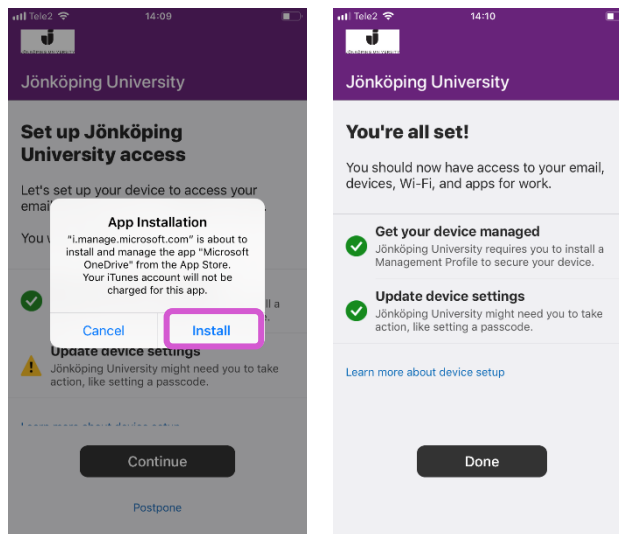 Tele2
14:09
J
JÖNKÖPING UNIVERSITY
Jönköping University
Set up Jönköping
University access
Let's set up your device to access your
App Installation
"i.manage.microsoft.com" is about to
install and manage the app "Microsoft
OneDrive" from the App Store.
Your iTunes account will not be
charged for this app.
Cancel
Install
Update device settings
Jönköping University might need you to take
action, like setting a passcode.
Continue
Postpone
Tele2
14:10
J
JÖNKÖPING UNIVERSITY
Jönköping University
You're all set!
You should now have access to your email,
devices, Wi-Fi, and apps for work.
Get your device managed
Jönköping University requires you to install a
Management Profile to secure your device.
Update device settings
Jönköping University might need you to take
action, like setting a passcode.
Learn more about device setup
Done